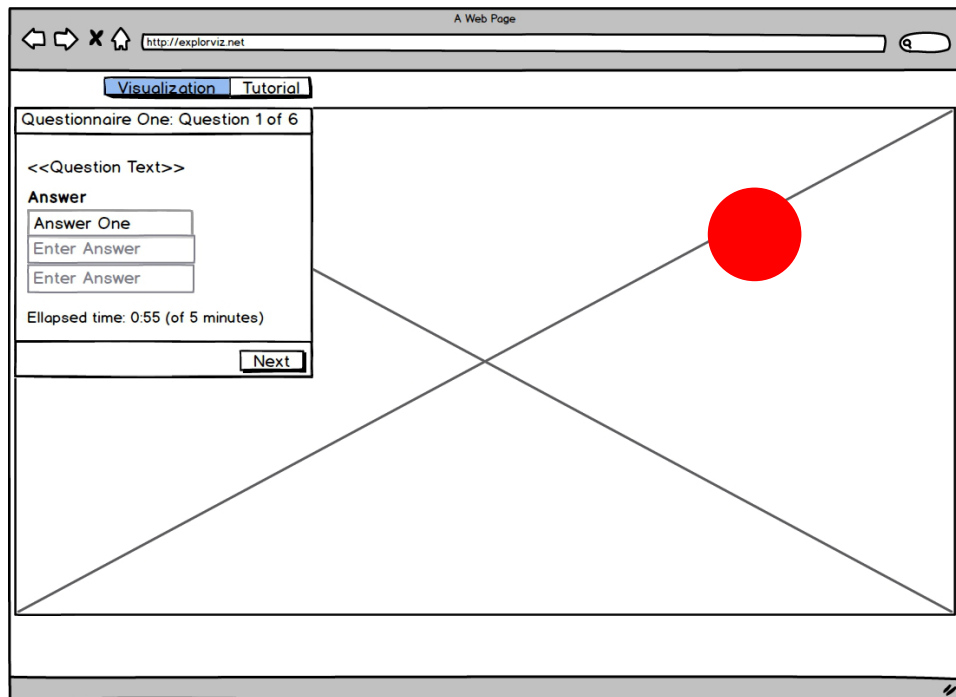 A Web Page
http://explorviz.net
Visualization Tutorial
Questionnaire One: Question 1 of 6
<<Question Text>>
Answer
Answer One
Enter Answer
Enter Answer
Ellapsed time: 0:55 (of 5 minutes)
Next